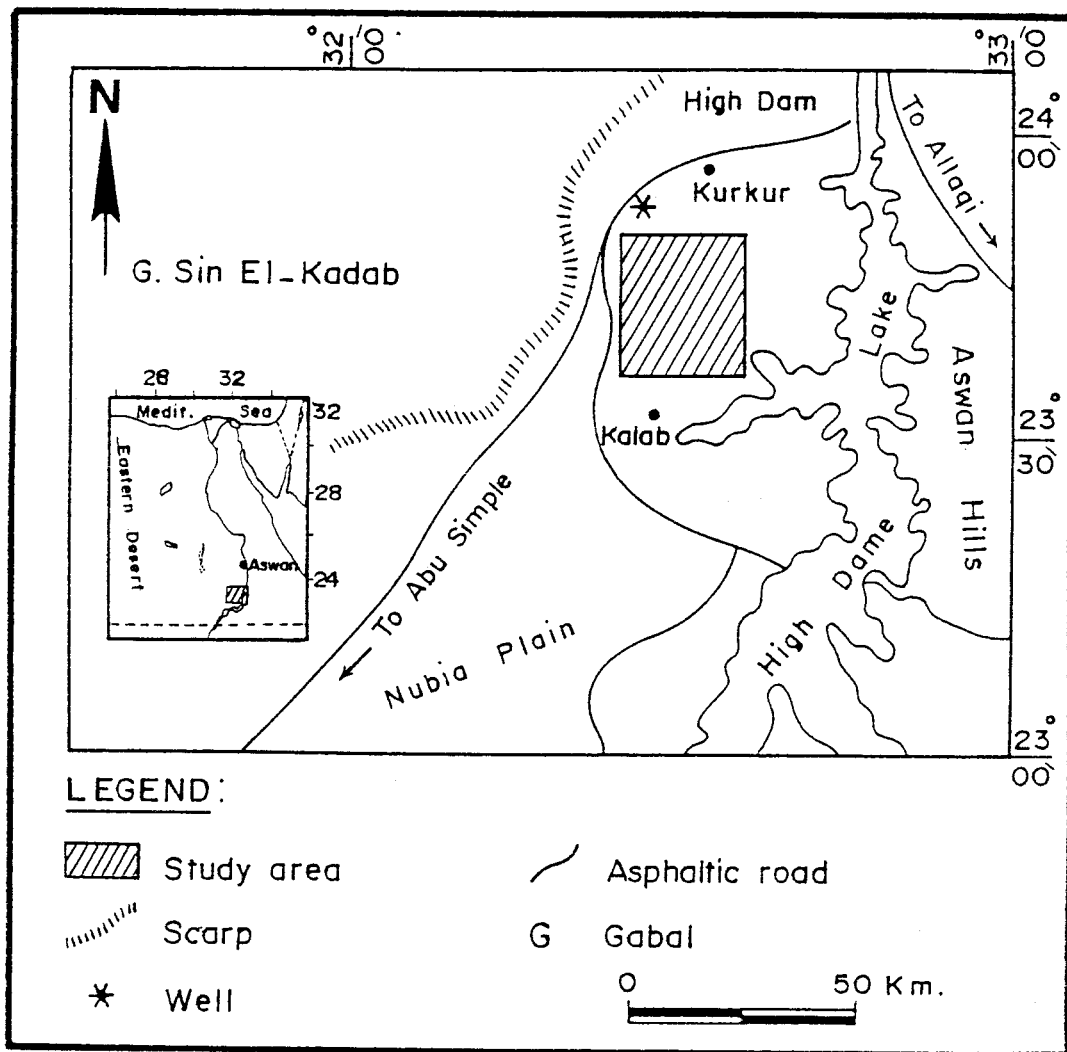 32° 00′
33° 00′
N
High Dam
To Allaqi
24° 00′
Kurkur
G. Sin El-Kadab
Lake
Aswan Hills
28 32
Medit. Sea
32
Eastern Desert
28
Aswan
24
Kalab
23° 30′
To Abu Simple
High Dame
Nubia Plain
23° 00′
LEGEND:
Study area
Asphaltic road
Scarp
G Gabal
Well
0 50 Km.